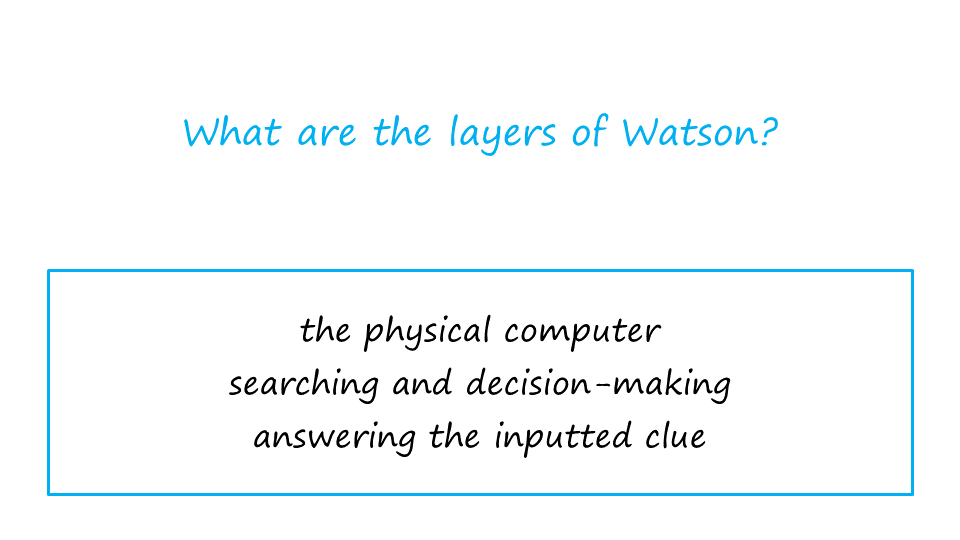 What are the layers of Watson?
the physical computer
searching and decision-making
answering the inputted clue